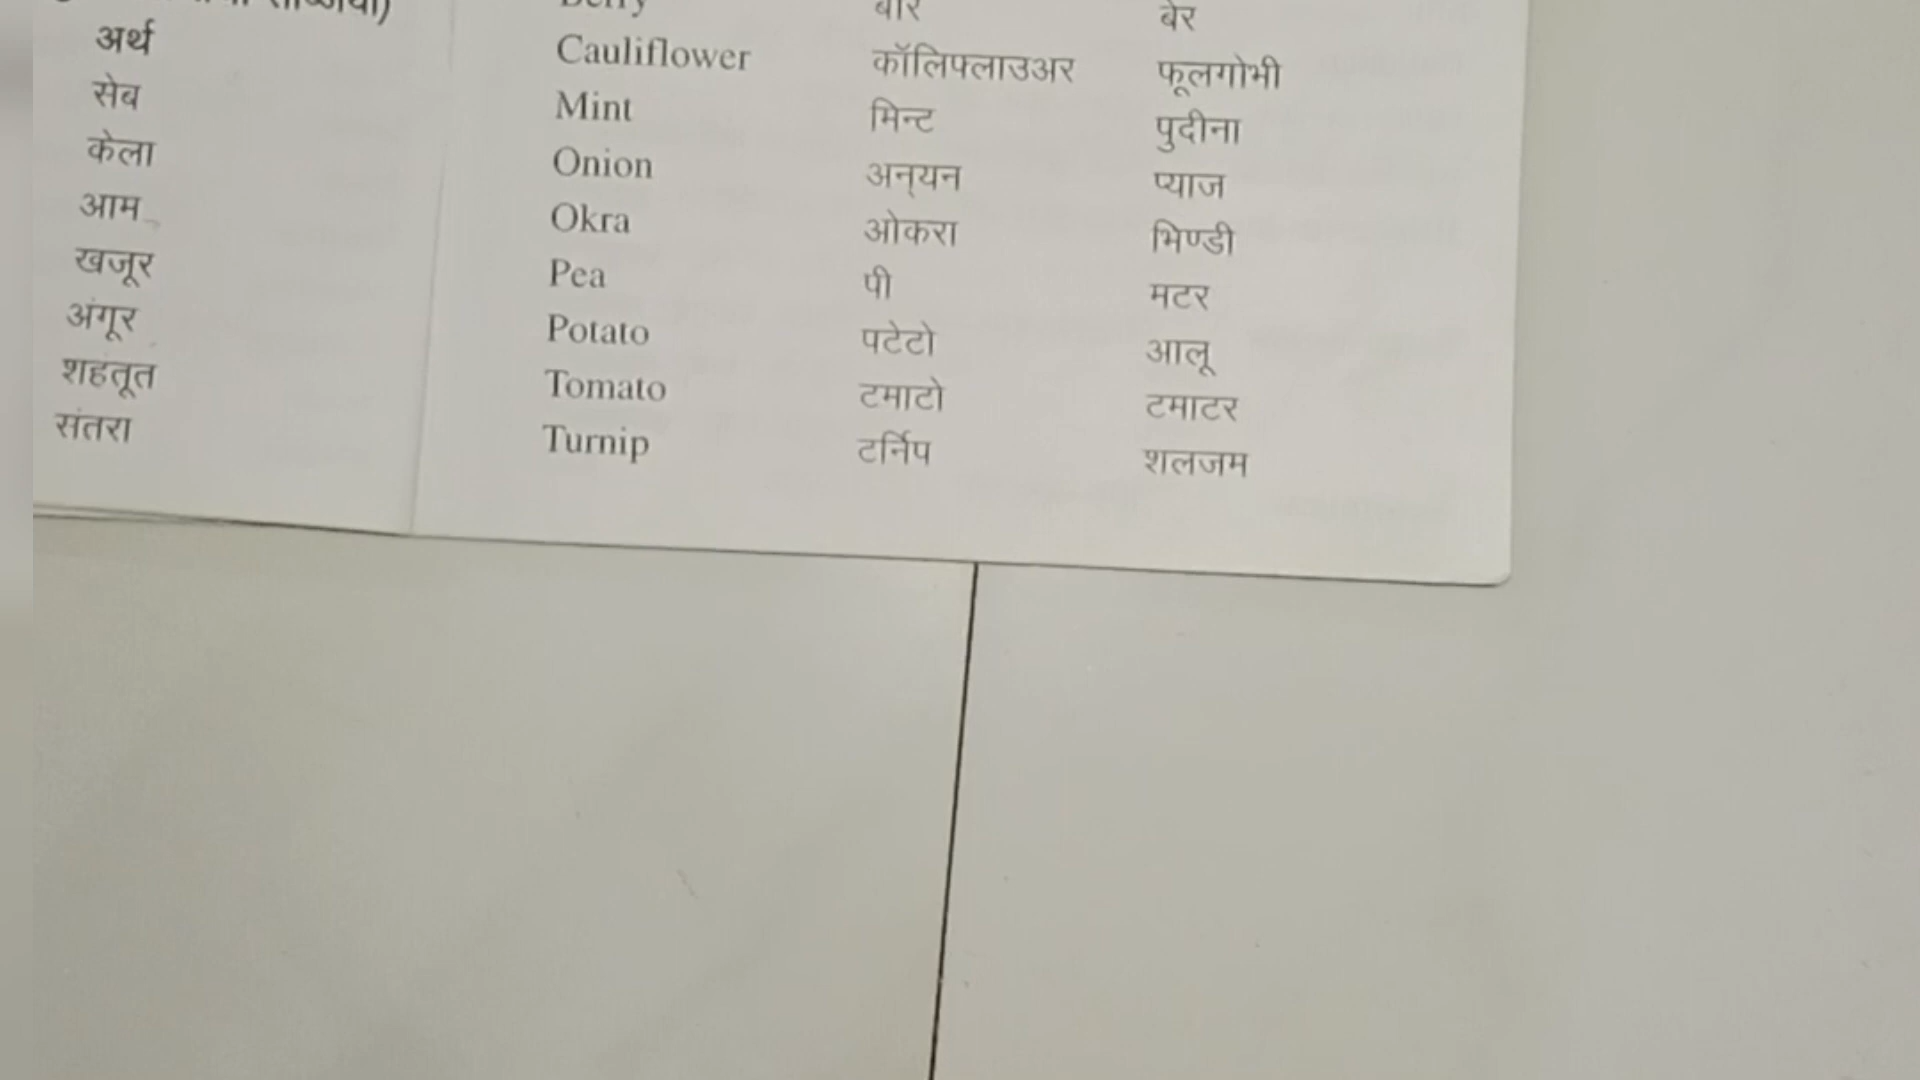 अर्थ
सेब
केला
आम
खजूर
अंगूर
शहतूत
संतरा
Berry बेर
Cauliflower कॉलिफ्लाउअर फूलगोभी
Mint मिन्ट पुदीना
Onion अन्‌यन प्याज
Okra ओकरा भिण्डी
Pea पी मटर
Potato पटेटो आलू
Tomato टमाटो टमाटर
Turnip टर्निप शलजम